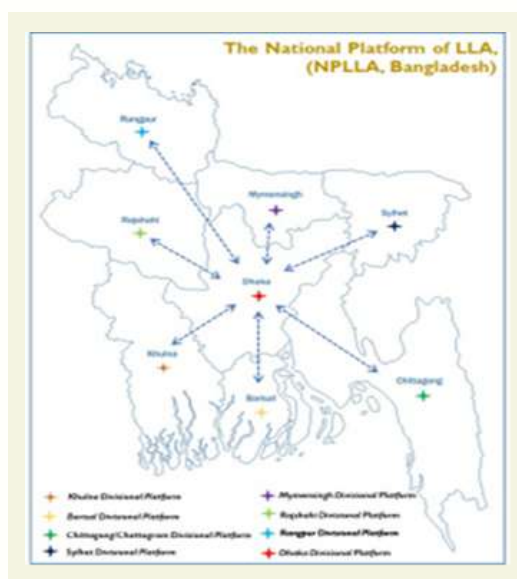 The National Platform of LLA,
(NPLLA, Bangladesh)
Rangpur
Mymensingh
Rajshahi
Sylhet
Dhaka
Khulna
Chittagong
Barisal
Khulna Divisional Platform
Barisal Divisional Platform
Chittagong/Chattagram Divisional Platform
Sylhet Divisional Platform
Mymensingh Divisional Platform
Rajshahi Divisional Platform
Rangpur Divisional Platform
Dhaka Divisional Platform